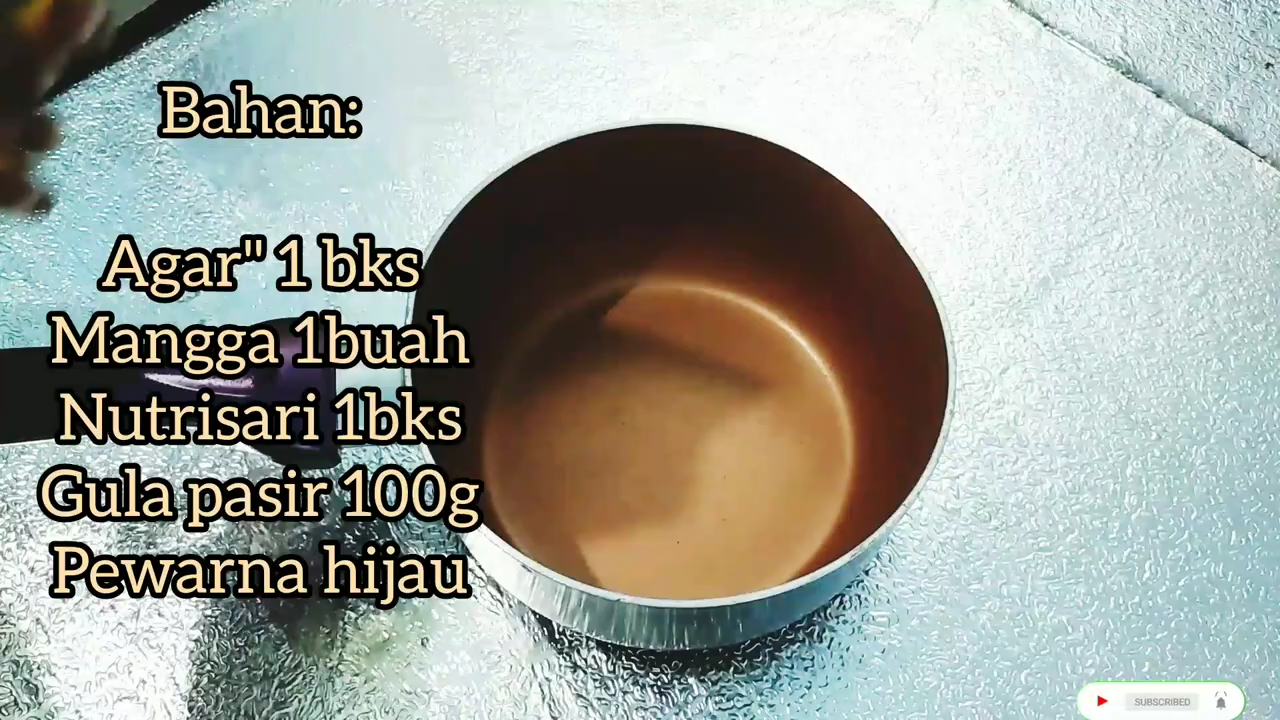 Bahan:
Agar" 1 bks
Mangga 1buah
Nutrisari 1bks
Gula pasir 100g
Pewarna hijau
SUBSCRIBED